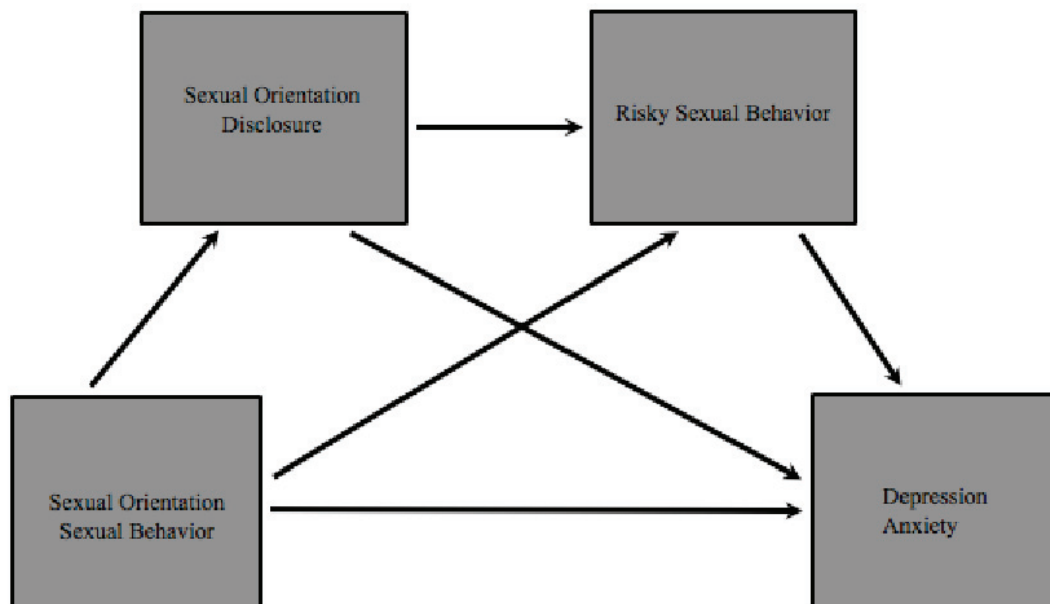 Sexual Orientation
Disclosure
Risky Sexual Behavior
Sexual Orientation
Sexual Behavior
Depression
Anxiety